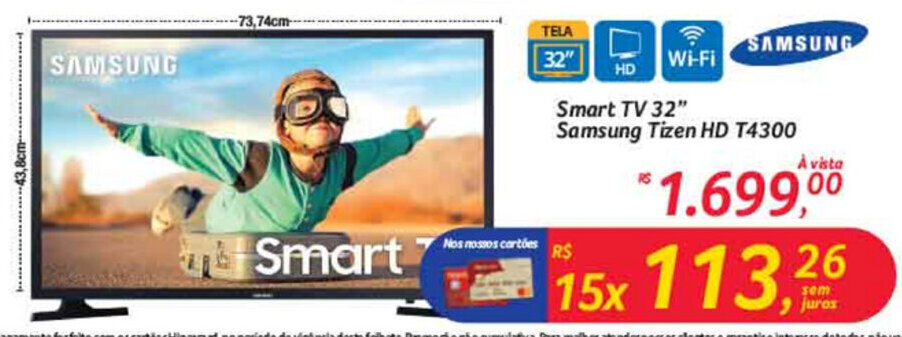 73,74cm
43,8cm
SAMSUNG
Smart T
SAMSUNG
TELA
32"
HD
Wi-Fi
SAMSUNG
Smart TV 32"
Samsung Tizen HD T4300
À vista
R$ 1.699,00
Nos nossos cartões
R$
15x 113,26
sem
juros